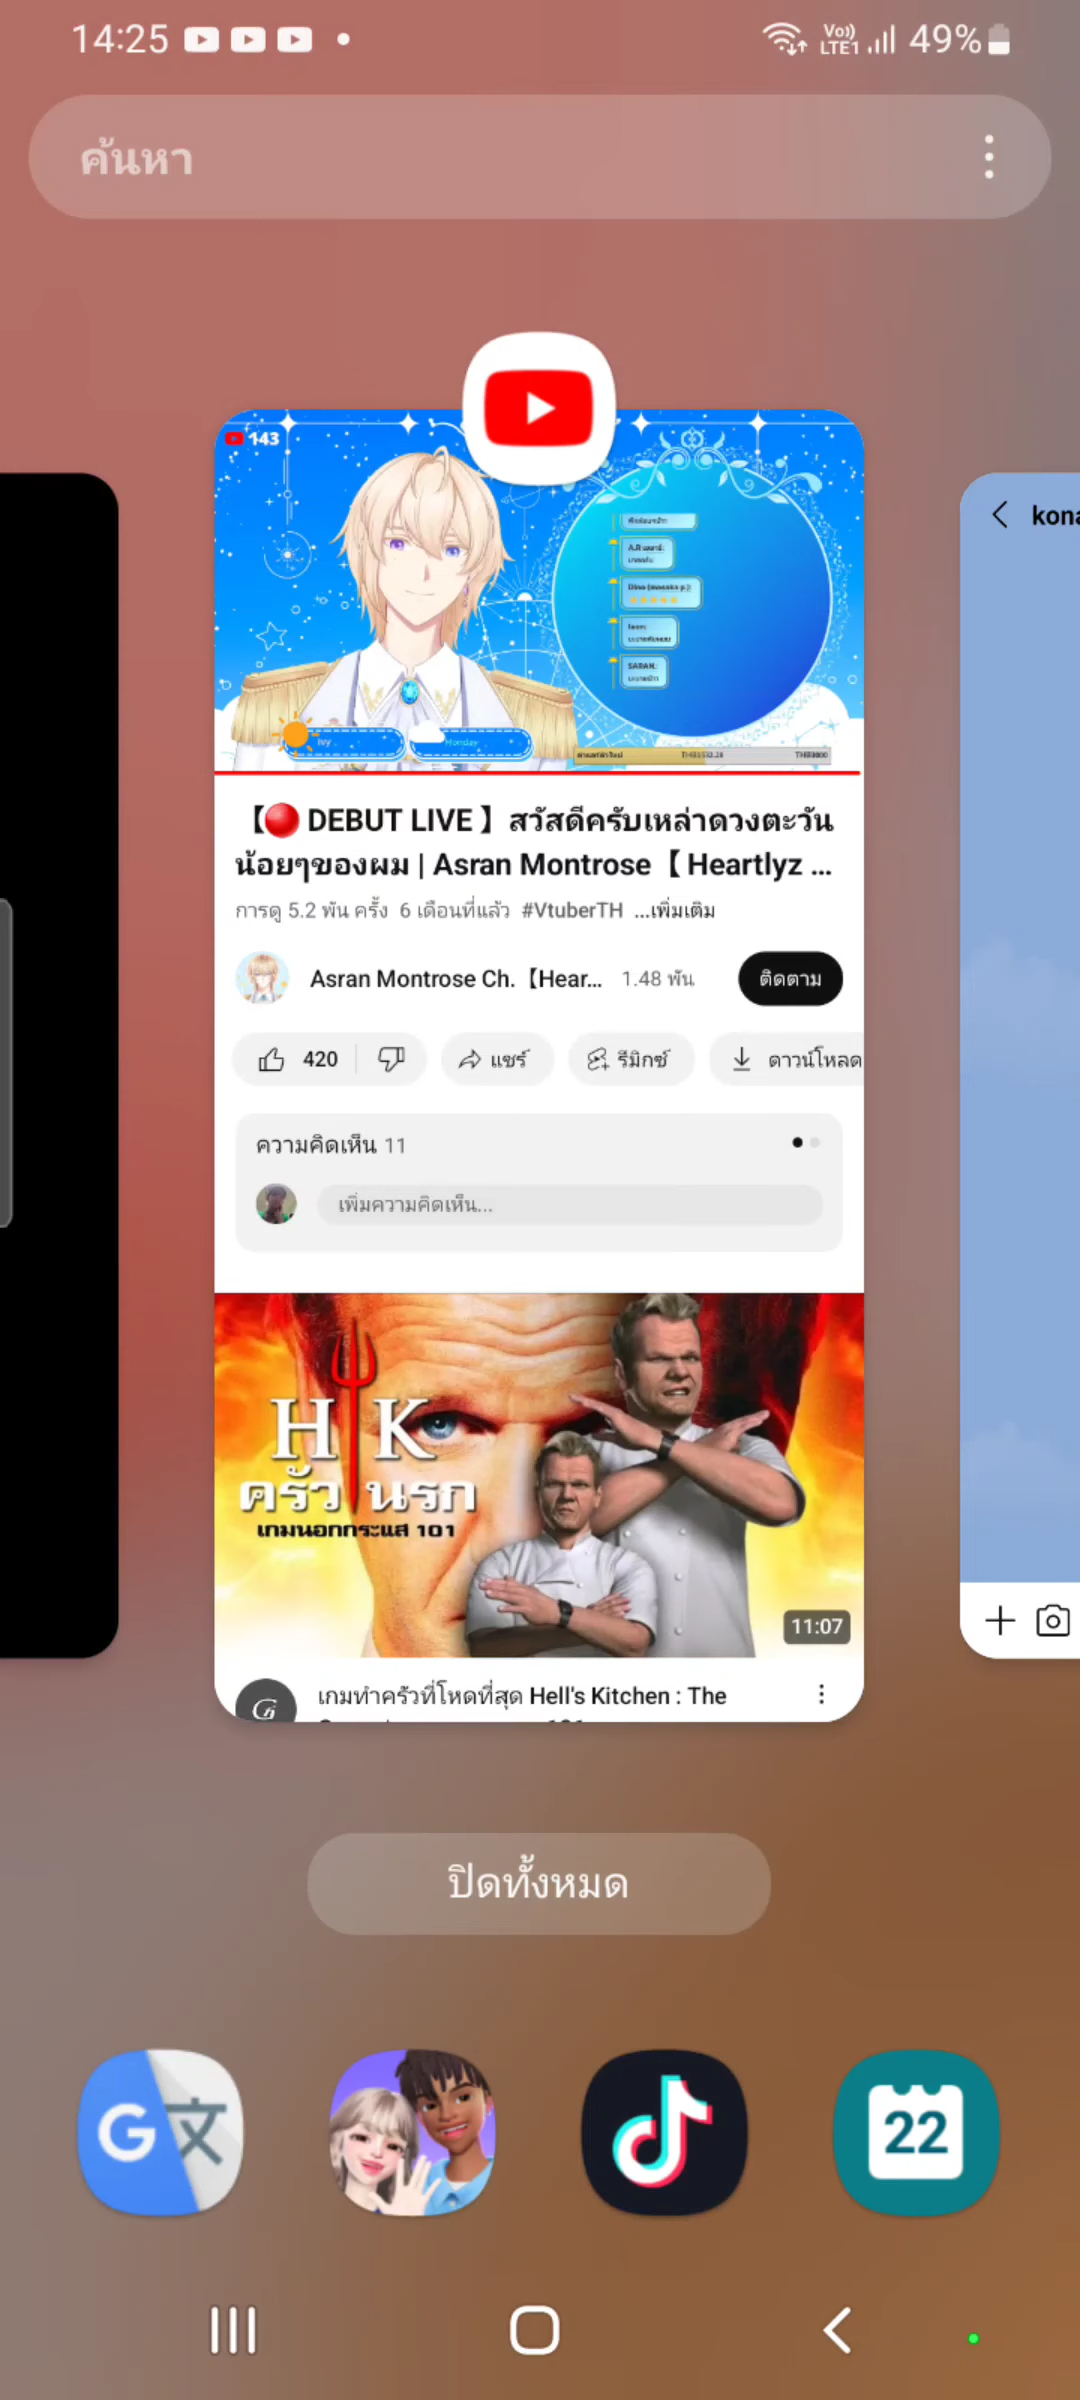 14:25
Vo))
LTE1
49%
ค้นหา
143
SARAN:
Ivy
Monday
【🔴 DEBUT LIVE 】สวัสดีครับเหล่าดวงตะวัน
น้อยๆของผม | Asran Montrose【 Heartlyz ...
การดู 5.2 พัน ครั้ง 6 เดือนที่แล้ว #VtuberTH ...เพิ่มเติม
Asran Montrose Ch.【Hear... 1.48 พัน
ติดตาม
420
แชร์
รีมิกซ์
ดาวน์โหลด
ความคิดเห็น 11
เพิ่มความคิดเห็น...
H K
ครัวนรก
เกมนอกกระแส 101
11:07
เกมทำครัวที่โหดที่สุด Hell's Kitchen : The
kona
ปิดทั้งหมด
G文
22